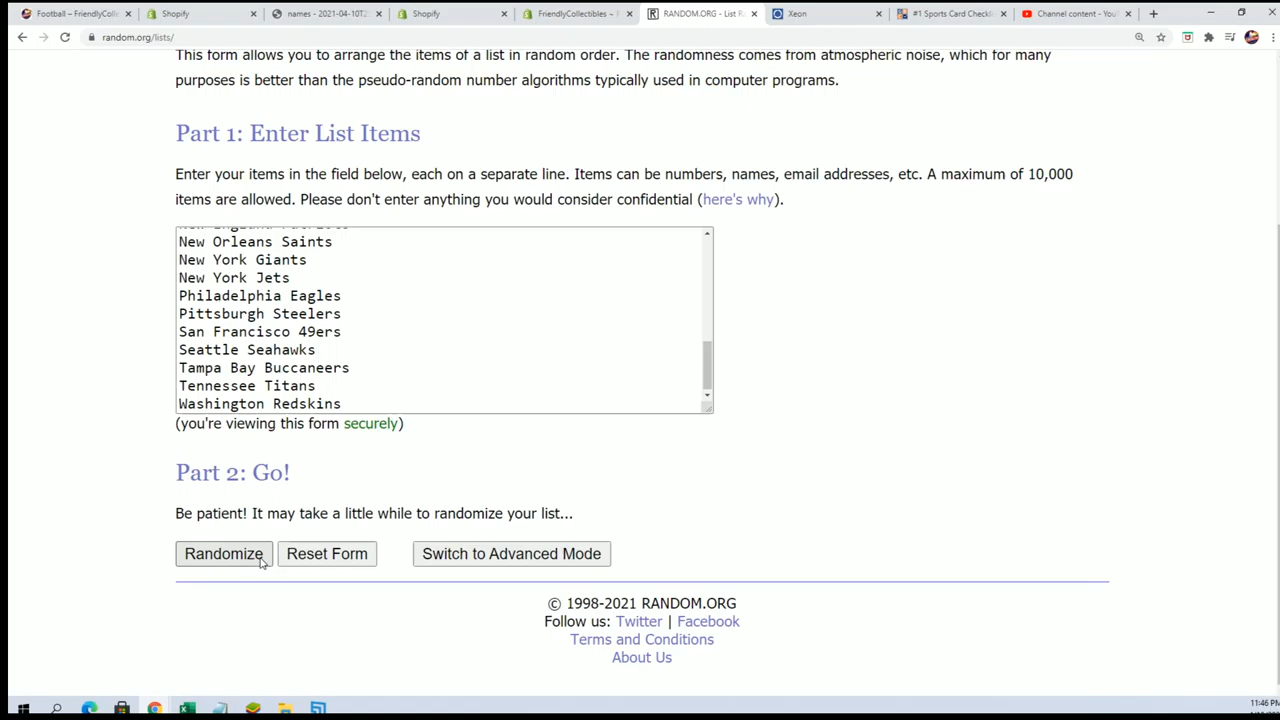 Football – FriendlyColle
Shopify
names - 2021-04-10T2
Shopify
FriendlyCollectibles ~
RANDOM.ORG - List R
Xeon
#1 Sports Card Checkli
Channel content - You
random.org/lists/
This form allows you to arrange the items of a list in random order. The randomness comes from atmospheric noise, which for many
purposes is better than the pseudo-random number algorithms typically used in computer programs.
Part 1: Enter List Items
Enter your items in the field below, each on a separate line. Items can be numbers, names, email addresses, etc. A maximum of 10,000
items are allowed. Please don't enter anything you would consider confidential (here's why).
New England Patriots
New Orleans Saints
New York Giants
New York Jets
Philadelphia Eagles
Pittsburgh Steelers
San Francisco 49ers
Seattle Seahawks
Tampa Bay Buccaneers
Tennessee Titans
Washington Redskins
(you're viewing this form securely)
Part 2: Go!
Be patient! It may take a little while to randomize your list...
Randomize Reset Form Switch to Advanced Mode
© 1998-2021 RANDOM.ORG
Follow us: Twitter | Facebook
Terms and Conditions
About Us
11:46 PM